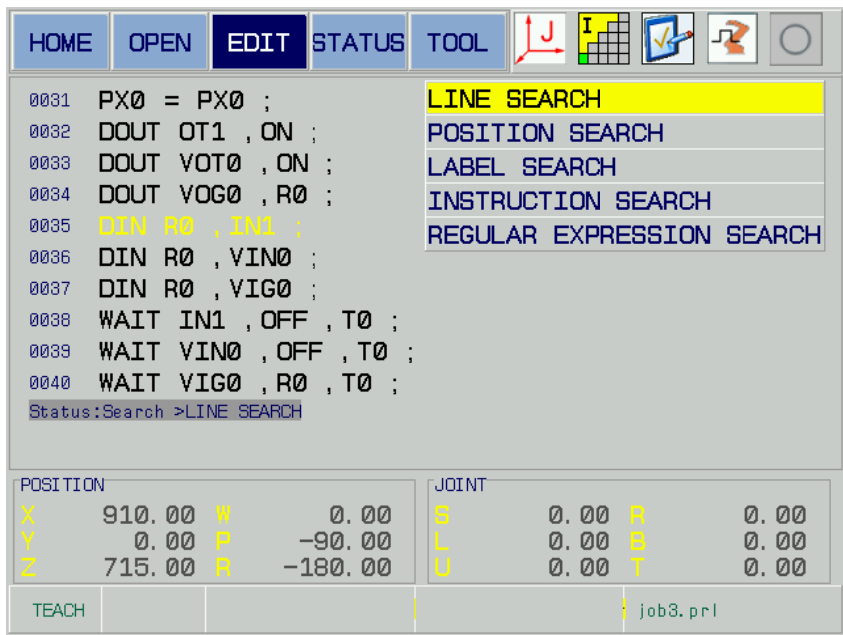 HOME OPEN EDIT STATUS TOOL J I
0031 PX0 = PX0 ;
0032 DOUT OT1 ,ON ;
0033 DOUT VOT0 ,ON ;
0034 DOUT VOG0 ,R0 ;
0035 DIN R0 ,IN1 ;
0036 DIN R0 ,VIN0 ;
0037 DIN R0 ,VIG0 ;
0038 WAIT IN1 ,OFF ,T0 ;
0039 WAIT VIN0 ,OFF ,T0 ;
0040 WAIT VIG0 ,R0 ,T0 ;
Status:Search >LINE SEARCH
LINE SEARCH
POSITION SEARCH
LABEL SEARCH
INSTRUCTION SEARCH
REGULAR EXPRESSION SEARCH
POSITION
X 910.00 W 0.00
Y 0.00 P -90.00
Z 715.00 R -180.00
JOINT
S 0.00 R 0.00
L 0.00 B 0.00
U 0.00 T 0.00
TEACH job3.prl